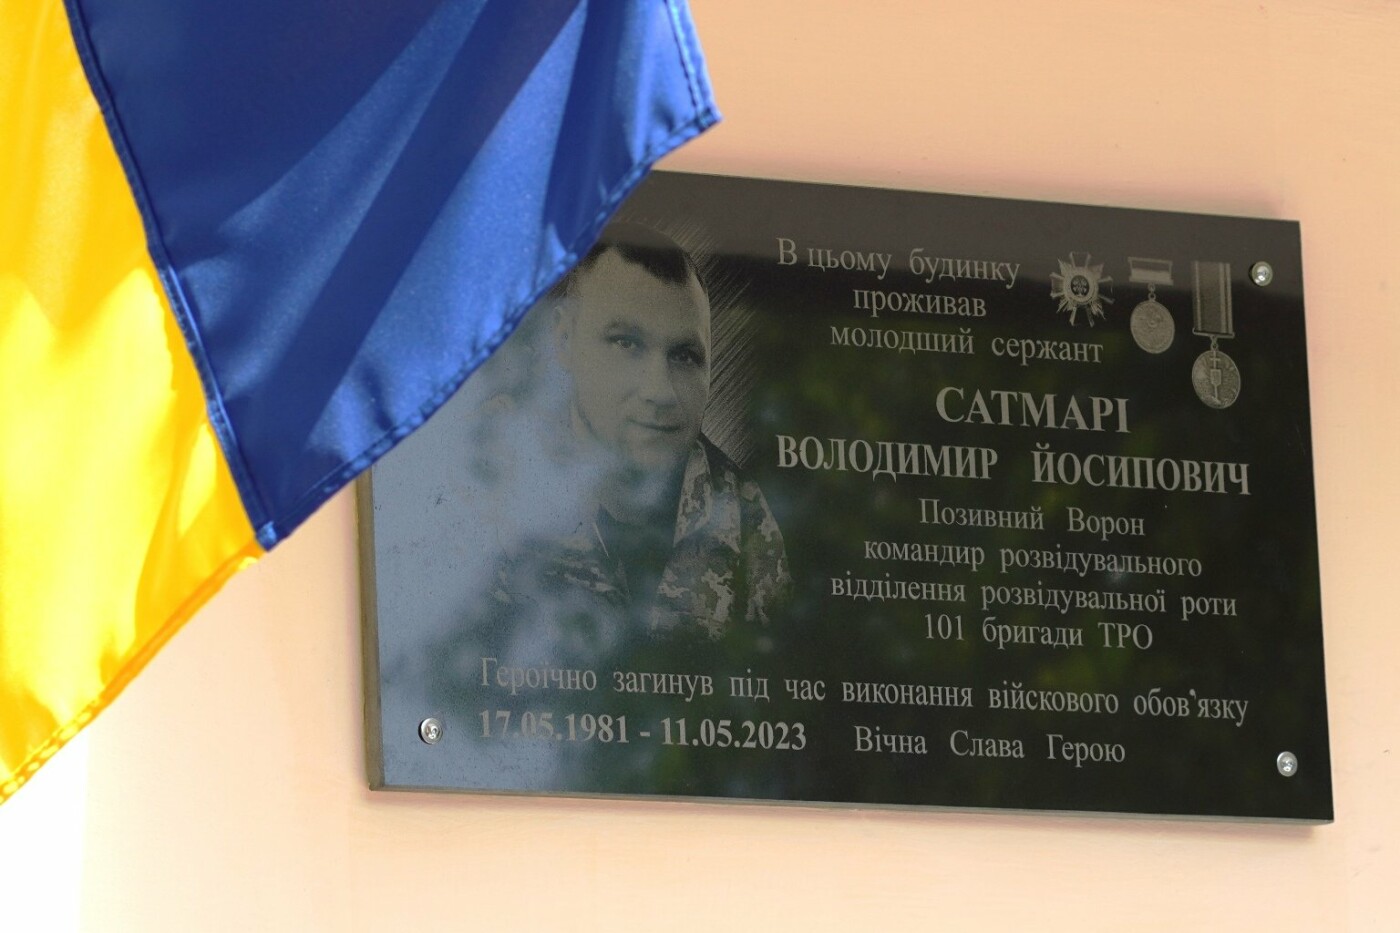 В цьому будинку
проживав
молодший сержант
САТМАРІ
ВОЛОДИМИР ЙОСИПОВИЧ
Позивний Ворон
командир розвідувального
відділення розвідувальної роти
101 бригади ТРО
Героїчно загинув під час виконання війскового обов'язку
17.05.1981 - 11.05.2023 Вічна Слава Герою